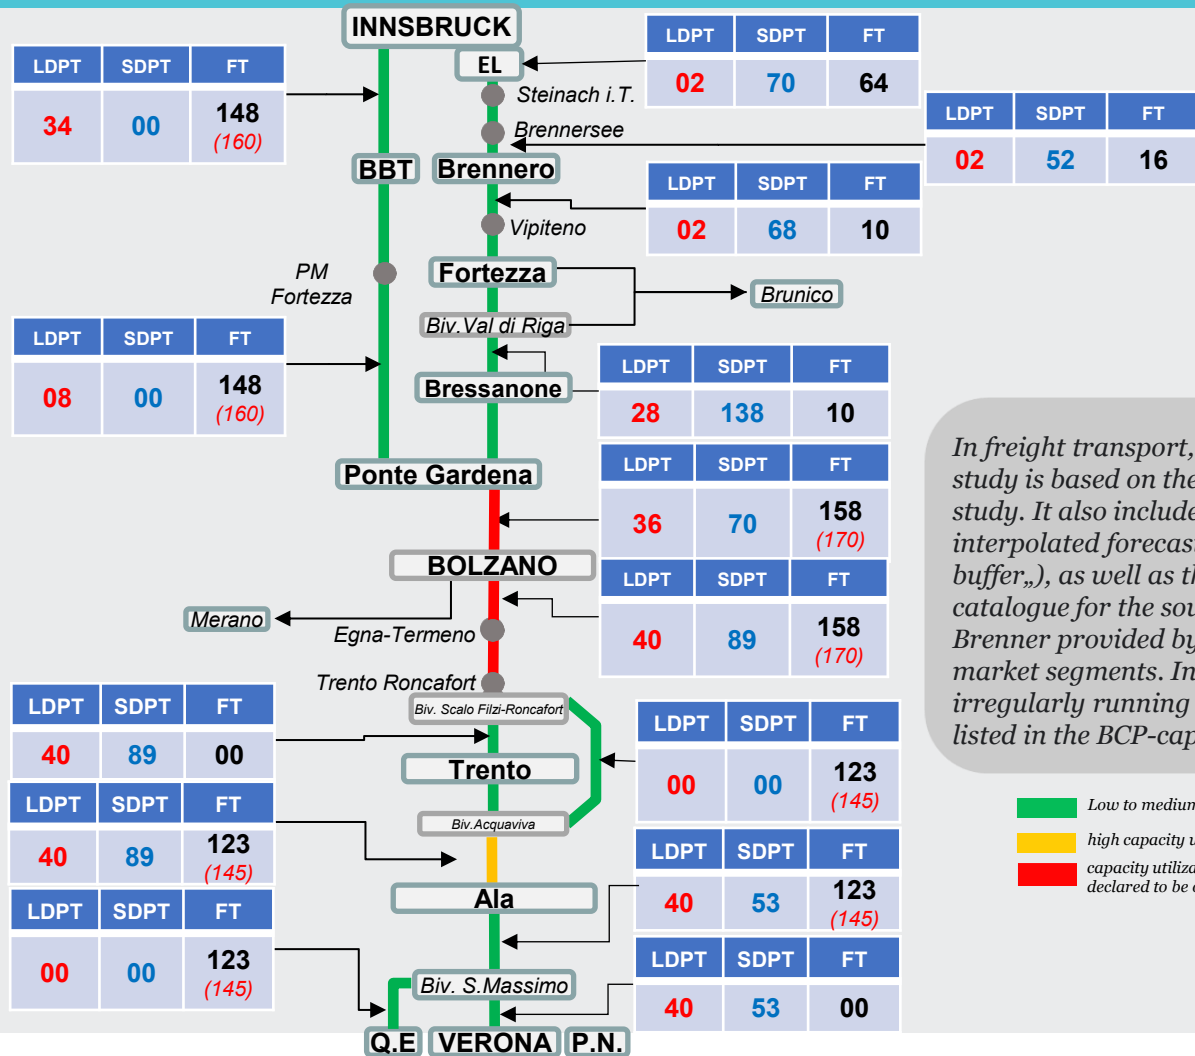 INNSBRUCK
EL
LDPT SDPT FT
34 00 148
(160)
LDPT SDPT FT
02 70 64
Steinach i.T.
Brennersee
LDPT SDPT FT
02 52 16
BBT Brennero
LDPT SDPT FT
02 68 10
Vipiteno
PM
Fortezza
Fortezza
Brunico
Biv.Val di Riga
LDPT SDPT FT
08 00 148
(160)
Bressanone
LDPT SDPT FT
28 138 10
Ponte Gardena
LDPT SDPT FT
36 70 158
(170)
BOLZANO
LDPT SDPT FT
40 89 158
(170)
Merano
Egna-Termeno
Trento Roncafort
Biv. Scalo Filzi-Roncafort
LDPT SDPT FT
40 89 00
Trento
LDPT SDPT FT
00 00 123
(145)
Biv.Acquaviva
LDPT SDPT FT
40 89 123
(145)
Ala
LDPT SDPT FT
40 53 123
(145)
LDPT SDPT FT
00 00 123
(145)
Biv. S.Massimo
LDPT SDPT FT
40 53 00
Q.E VERONA P.N.
In freight transport,
study is based on the
study. It also include
interpolated forecas
buffer„), as well as th
catalogue for the sou
Brenner provided by
market segments. In
irregularly running
listed in the BCP-cap
Low to medium
high capacity u
capacity utiliza
declared to be